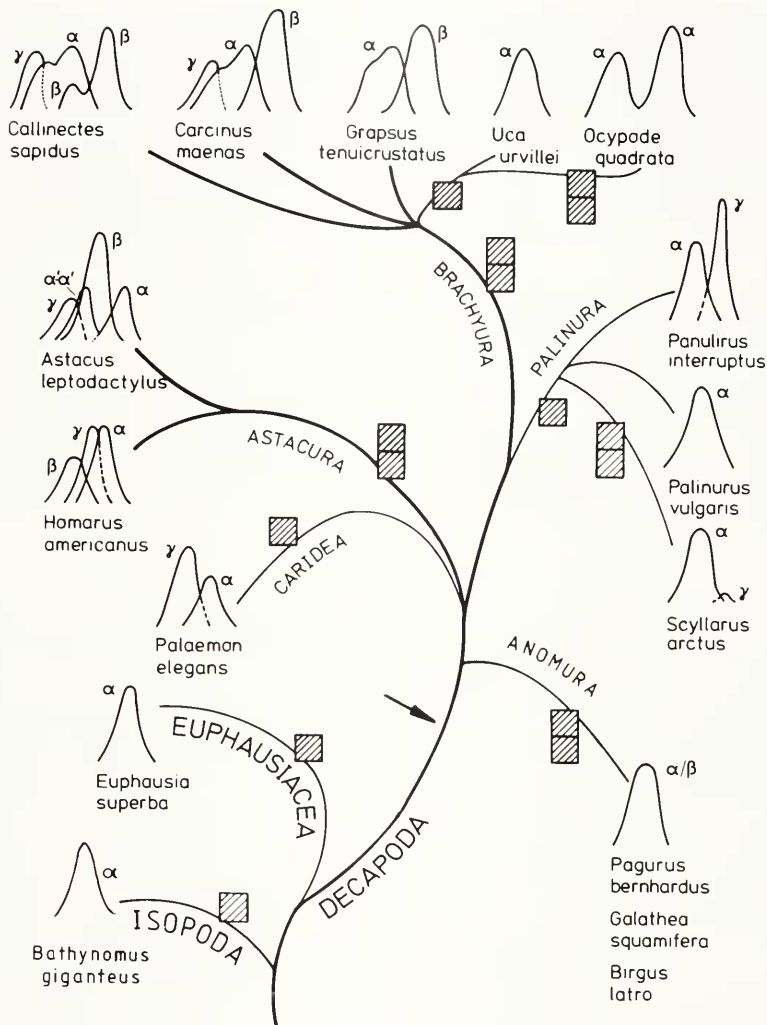 γ
α
β
β
Callinectes
sapidus
γ
α
β
Carcinus
maenas
α
β
Grapsus
tenuicrustatus
α
Uca
urvillei
α
α
Ocypode
quadrata
BRACHYURA
PALINURA
α
γ
Panulirus
interruptus
α
Palinurus
vulgaris
α
γ
Scyllarus
arctus
γ
α'α'
β
α
Astacus
leptodactylus
ASTACURA
β
γ
α
Homarus
americanus
CARIDEA
γ
α
Palaemon
elegans
ANOMURA
α/β
Pagurus
bernhardus
Galathea
squamifera
Birgus
latro
α
EUPHAUSIACEA
Euphausia
superba
DECAPODA
α
ISOPODA
Bathynomus
giganteus